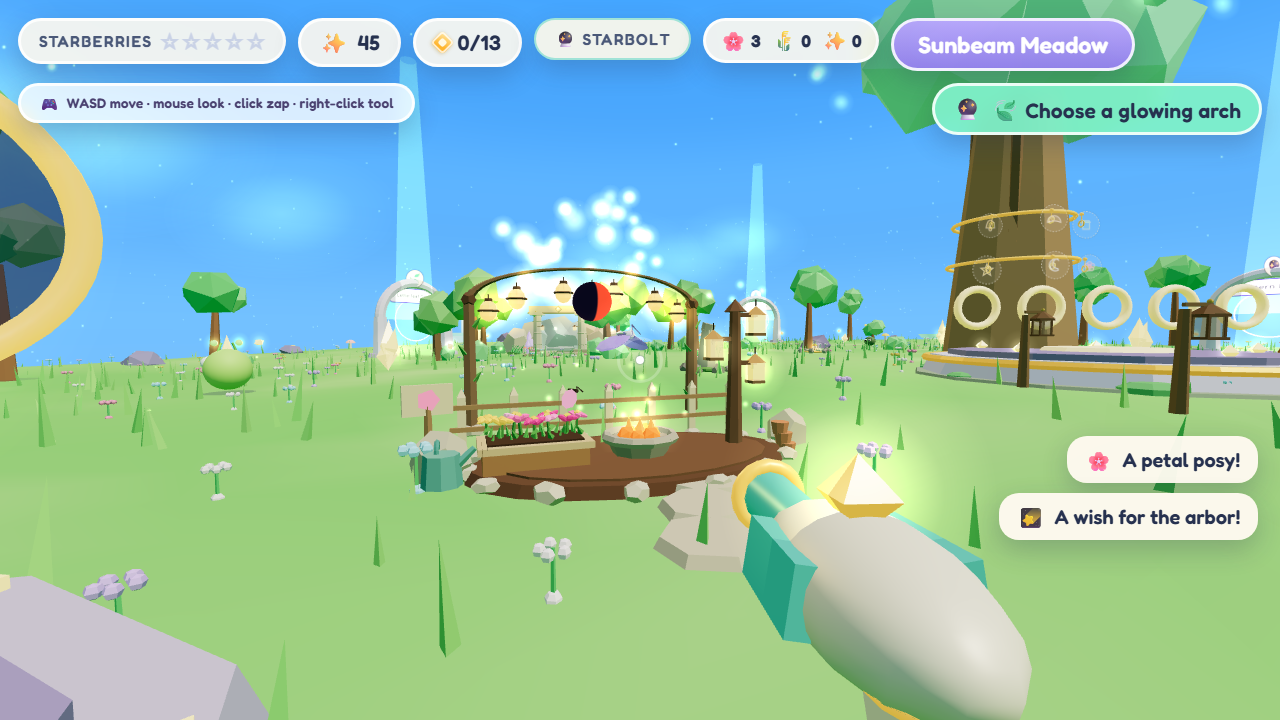 STARBERRIES
45
0/13
STARBOLT
3
0
0
Sunbeam Meadow
WASD move · mouse look · click zap · right-click tool
Choose a glowing arch
A petal posy!
A wish for the arbor!